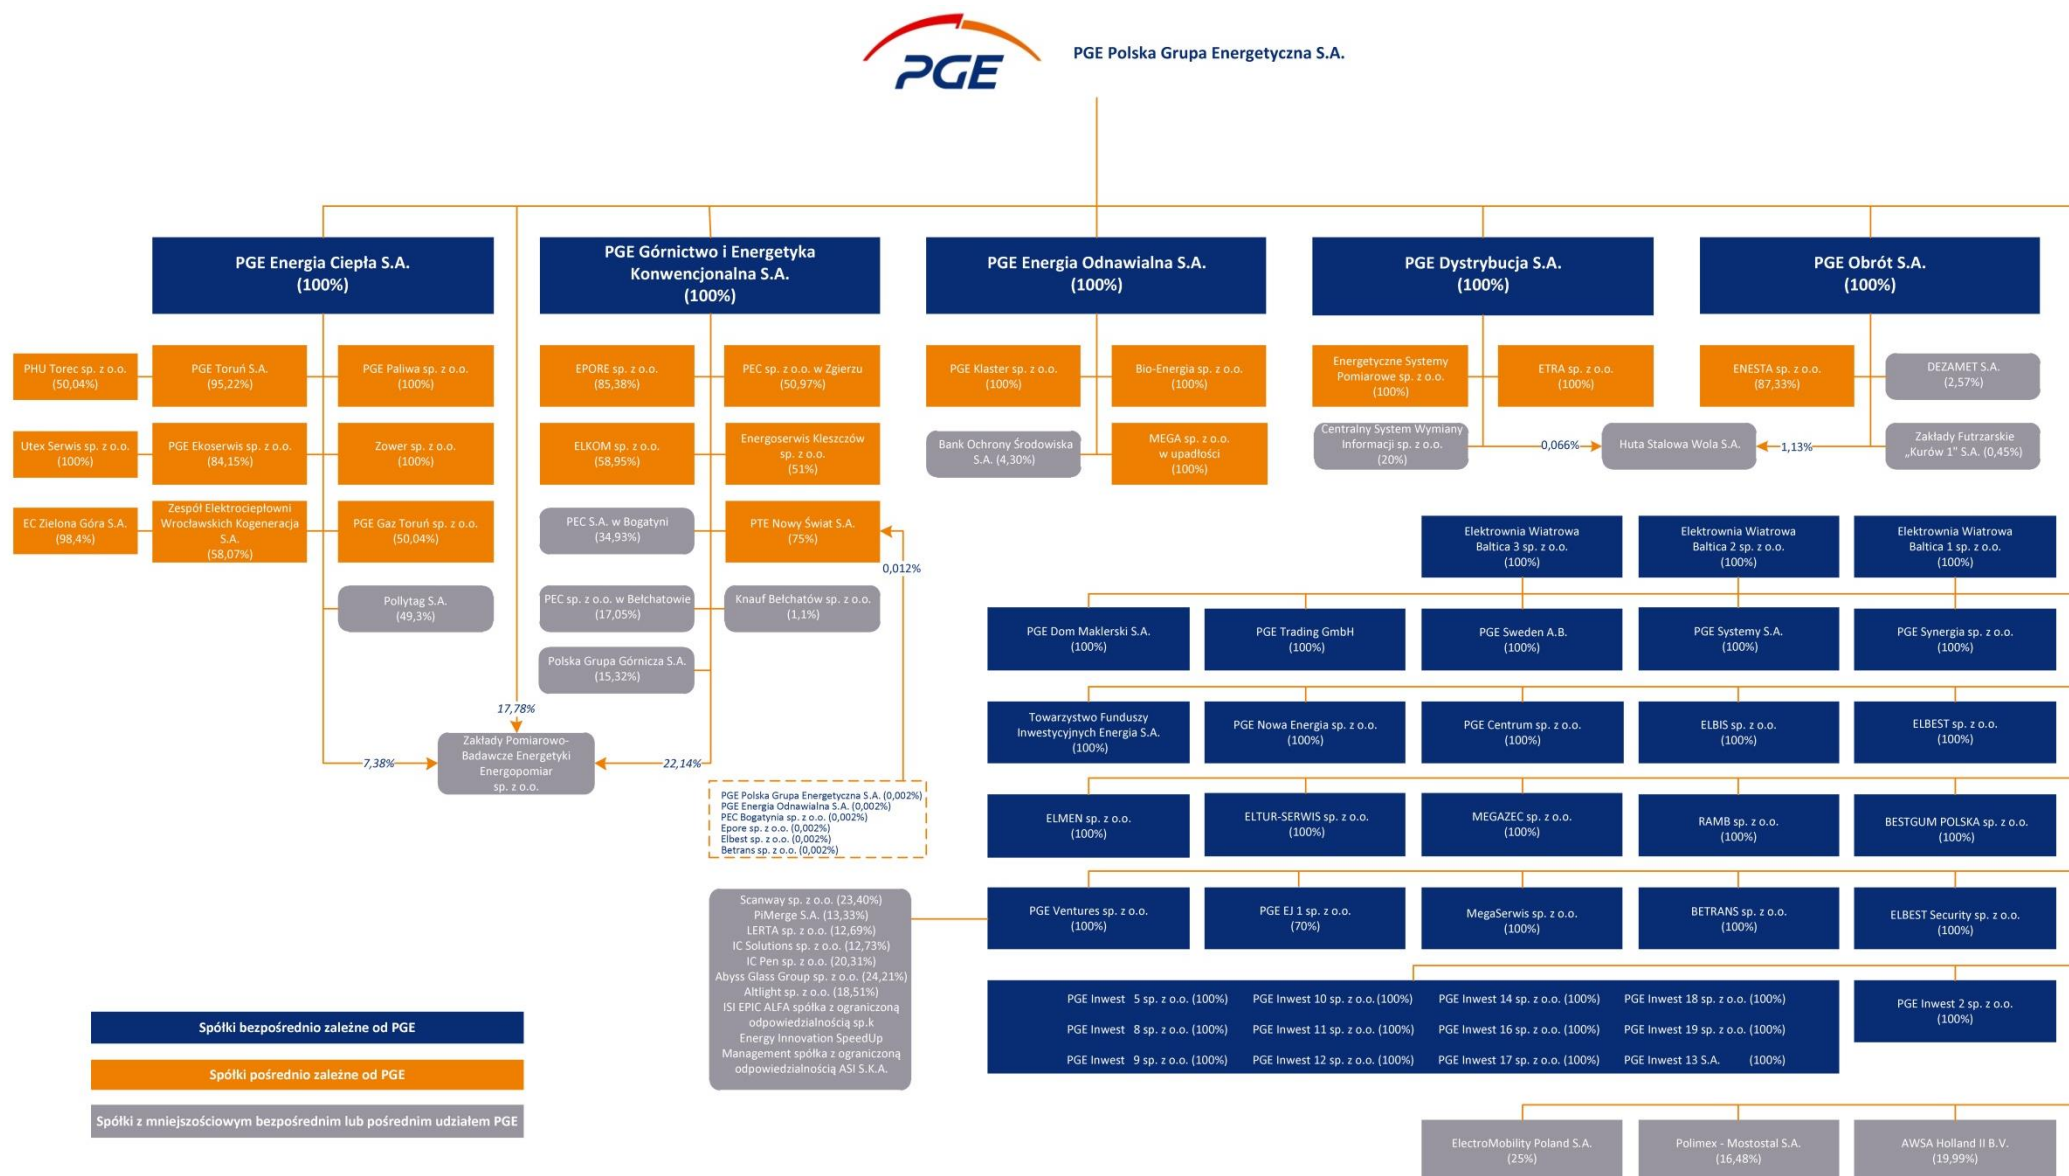 PGE
PGE Polska Grupa Energetyczna S.A.
PGE Energia Ciepła S.A.
(100%)
PGE Górnictwo i Energetyka
Konwencjonalna S.A.
(100%)
PGE Energia Odnawialna S.A.
(100%)
PGE Dystrybucja S.A.
(100%)
PGE Obrót S.A.
(100%)
PHU Torec sp. z o.o.
(50,04%)
PGE Toruń S.A.
(95,22%)
PGE Paliwa sp. z o.o.
(100%)
EPORE sp. z o.o.
(85,38%)
PEC sp. z o.o. w Zgierzu
(50,97%)
PGE Klaster sp. z o.o.
(100%)
Bio-Energia sp. z o.o.
(100%)
Energetyczne Systemy
Pomiarowe sp. z o.o.
(100%)
ETRA sp. z o.o.
(100%)
ENESTA sp. z o.o.
(87,33%)
DEZAMET S.A.
(2,57%)
Utex Serwis sp. z o.o.
(100%)
PGE Ekoserwis sp. z o.o.
(84,15%)
Zower sp. z o.o.
(100%)
ELKOM sp. z o.o.
(58,95%)
Energoserwis Kleszczów
sp. z o.o.
(51%)
Bank Ochrony Środowiska
S.A. (4,30%)
MEGA sp. z o.o.
w upadłości
(100%)
Centralny System Wymiany
Informacji sp. z o.o.
(20%)
0,066%
Huta Stalowa Wola S.A.
1,13%
Zakłady Futrzarskie
„Kurów 1" S.A. (0,45%)
EC Zielona Góra S.A.
(98,4%)
Zespół Elektrociepłowni
Wrocławskich Kogeneracja
S.A.
(58,07%)
PGE Gaz Toruń sp. z o.o.
(50,04%)
PEC S.A. w Bogatyni
(34,93%)
PTE Nowy Świat S.A.
(75%)
0,012%
Pollytag S.A.
(49,3%)
PEC sp. z o.o. w Bełchatowie
(17,05%)
Knauf Bełchatów sp. z o.o.
(1,1%)
Polska Grupa Górnicza S.A.
(15,32%)
17,78%
Zakłady Pomiarowo-
Badawcze Energetyki
Energopomiar
sp. z o.o.
7,38%
22,14%
PGE Polska Grupa Energetyczna S.A. (0,002%)
PGE Energia Odnawialna S.A. (0,002%)
PEC Bogatynia sp. z o.o. (0,002%)
Epore sp. z o.o. (0,002%)
Elbest sp. z o.o. (0,002%)
Betrans sp. z o.o. (0,002%)
Elektrownia Wiatrowa
Baltica 3 sp. z o.o.
(100%)
Elektrownia Wiatrowa
Baltica 2 sp. z o.o.
(100%)
Elektrownia Wiatrowa
Baltica 1 sp. z o.o.
(100%)
PGE Dom Maklerski S.A.
(100%)
PGE Trading GmbH
(100%)
PGE Sweden A.B.
(100%)
PGE Systemy S.A.
(100%)
PGE Synergia sp. z o.o.
(100%)
Towarzystwo Funduszy
Inwestycyjnych Energia S.A.
(100%)
PGE Nowa Energia sp. z o.o.
(100%)
PGE Centrum sp. z o.o.
(100%)
ELBIS sp. z o.o.
(100%)
ELBEST sp. z o.o.
(100%)
ELMEN sp. z o.o.
(100%)
ELTUR-SERWIS sp. z o.o.
(100%)
MEGAZEC sp. z o.o.
(100%)
RAMB sp. z o.o.
(100%)
BESTGUM POLSKA sp. z o.o.
(100%)
Scanway sp. z o.o. (23,40%)
PiMerge S.A. (13,33%)
LERTA sp. z o.o. (12,69%)
IC Solutions sp. z o.o. (12,73%)
IC Pen sp. z o.o. (20,31%)
Abyss Glass Group sp. z o.o. (24,21%)
Altlight sp. z o.o. (18,51%)
ISI EPIC ALFA spółka z ograniczoną
odpowiedzialnością sp.k
Energy Innovation SpeedUp
Management spółka z ograniczoną
odpowiedzialnością ASI S.K.A.
PGE Ventures sp. z o.o.
(100%)
PGE EJ 1 sp. z o.o.
(70%)
MegaSerwis sp. z o.o.
(100%)
BETRANS sp. z o.o.
(100%)
ELBEST Security sp. z o.o.
(100%)
PGE Inwest 5 sp. z o.o. (100%) PGE Inwest 10 sp. z o.o. (100%) PGE Inwest 14 sp. z o.o. (100%) PGE Inwest 18 sp. z o.o. (100%)
PGE Inwest 8 sp. z o.o. (100%) PGE Inwest 11 sp. z o.o. (100%) PGE Inwest 16 sp. z o.o. (100%) PGE Inwest 19 sp. z o.o. (100%)
PGE Inwest 9 sp. z o.o. (100%) PGE Inwest 12 sp. z o.o. (100%) PGE Inwest 17 sp. z o.o. (100%) PGE Inwest 13 S.A. (100%)
PGE Inwest 2 sp. z o.o.
(100%)
Spółki bezpośrednio zależne od PGE
Spółki pośrednio zależne od PGE
Spółki z mniejszościowym bezpośrednim lub pośrednim udziałem PGE
ElectroMobility Poland S.A.
(25%)
Polimex - Mostostal S.A.
(16,48%)
AWSA Holland II B.V.
(19,99%)